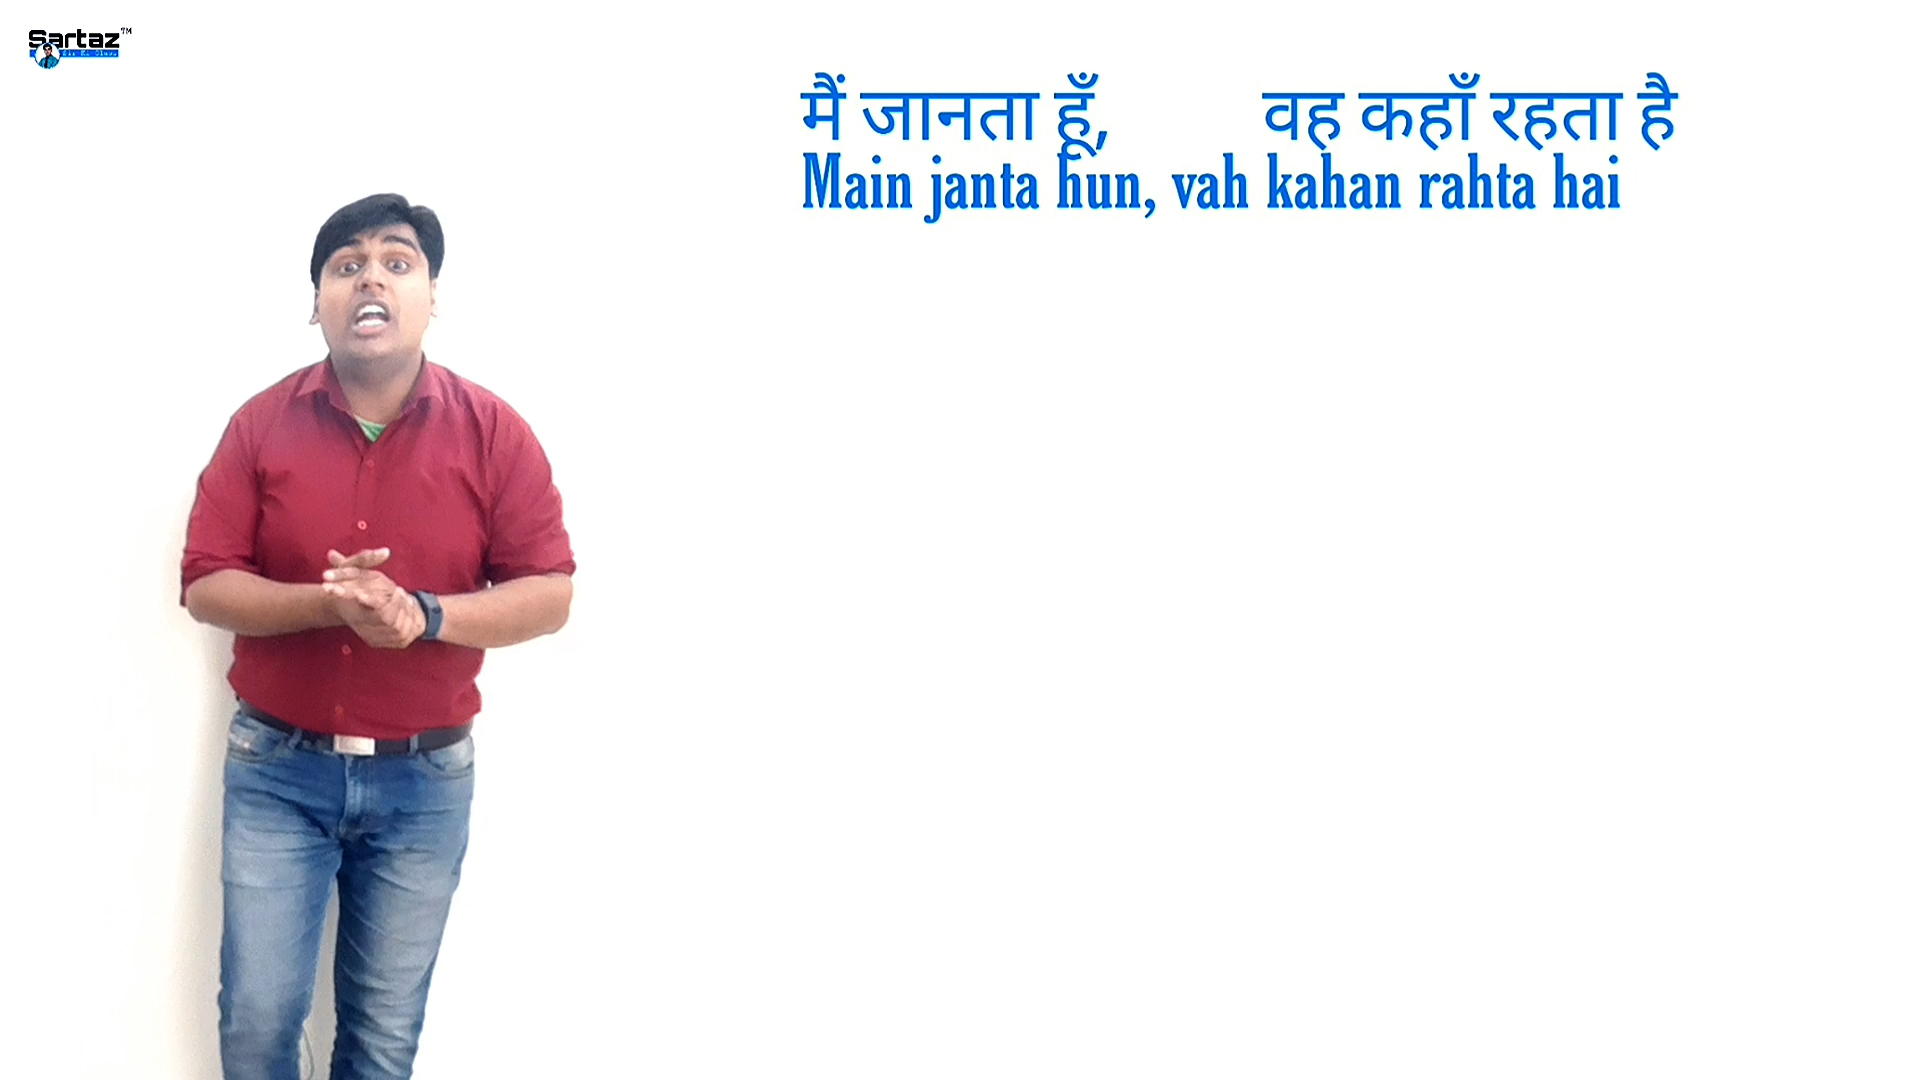 Sartaz™
मैं जानता हूँ, वह कहाँ रहता है
Main janta hun, vah kahan rahta hai